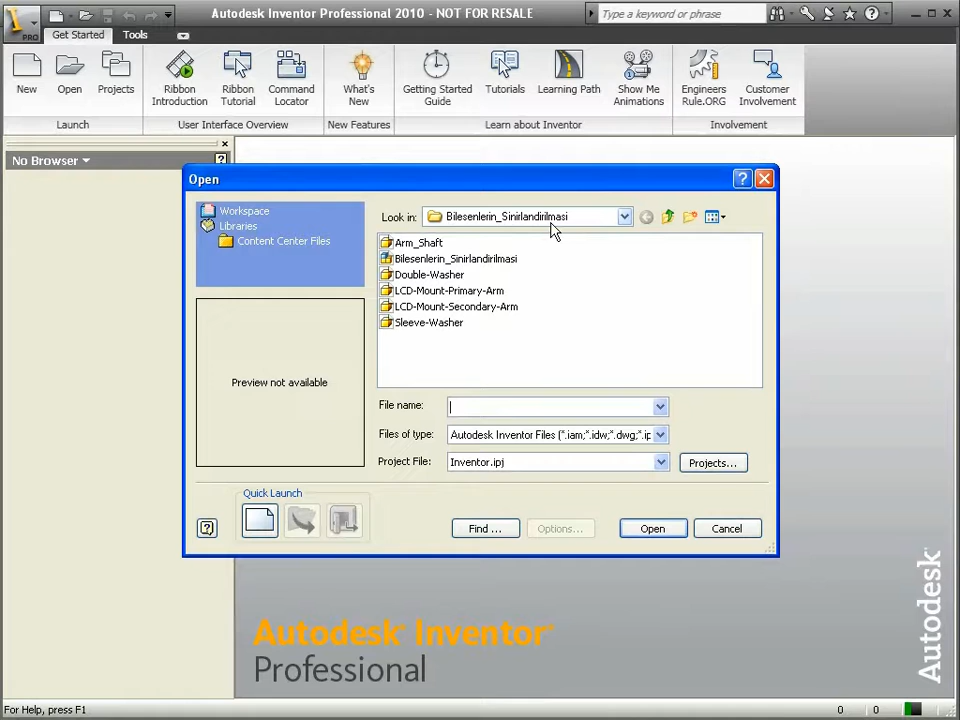 Autodesk Inventor Professional 2010 - NOT FOR RESALE
Type a keyword or phrase
PRO
Get Started Tools
New Open Projects
Ribbon Introduction
Ribbon Tutorial
Command Locator
What's New
Getting Started Guide
Tutorials
Learning Path
Show Me Animations
Engineers Rule.ORG
Customer Involvement
Launch User Interface Overview New Features Learn about Inventor Involvement
No Browser
Open
Workspace
Libraries
Content Center Files
Look in: Bilesenlerin_Sinirlandirilmasi
Arm_Shaft
Bilesenlerin_Sinirlandirilmasi
Double-Washer
LCD-Mount-Primary-Arm
LCD-Mount-Secondary-Arm
Sleeve-Washer
Preview not available
File name:
Files of type: Autodesk Inventor Files (*.iam;*.idw;*.dwg;*.ip
Project File: Inventor.ipj Projects...
Quick Launch
Find ... Options... Open Cancel
Autodesk Inventor
Professional
Autodesk
For Help, press F1 0 0